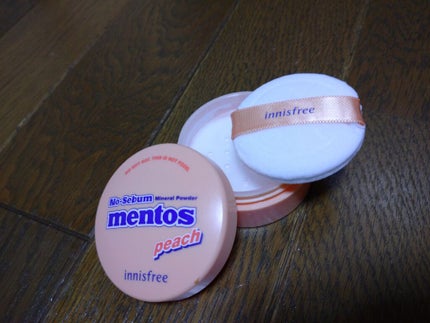 No-Sebum Mineral Powder
mentos
peach
innisfree
innisfree